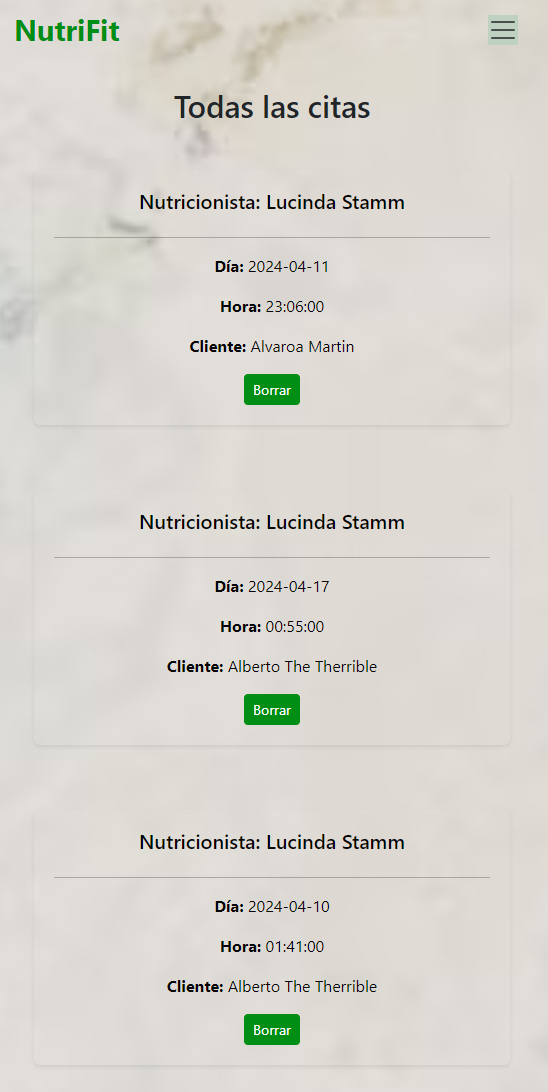 NutriFit
Todas las citas
Nutricionista: Lucinda Stamm
Día: 2024-04-11
Hora: 23:06:00
Cliente: Alvaroa Martin
Borrar
Nutricionista: Lucinda Stamm
Día: 2024-04-17
Hora: 00:55:00
Cliente: Alberto The Therrible
Borrar
Nutricionista: Lucinda Stamm
Día: 2024-04-10
Hora: 01:41:00
Cliente: Alberto The Therrible
Borrar